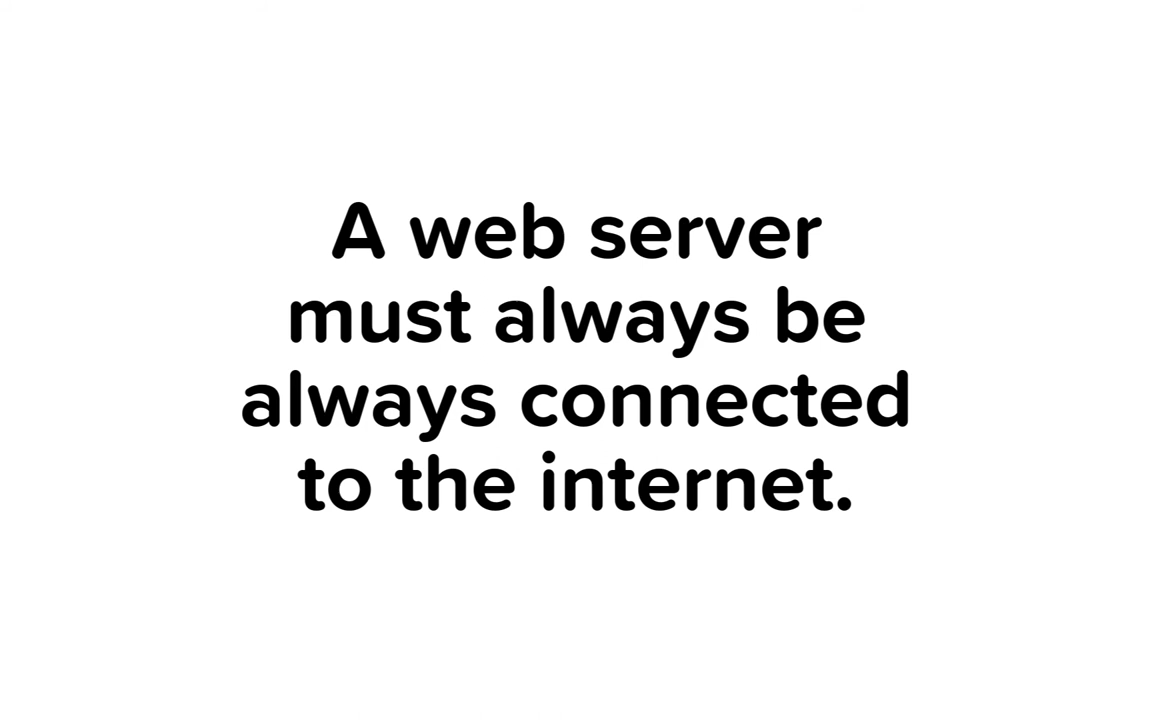 A web server
must always be
always connected
to the internet.